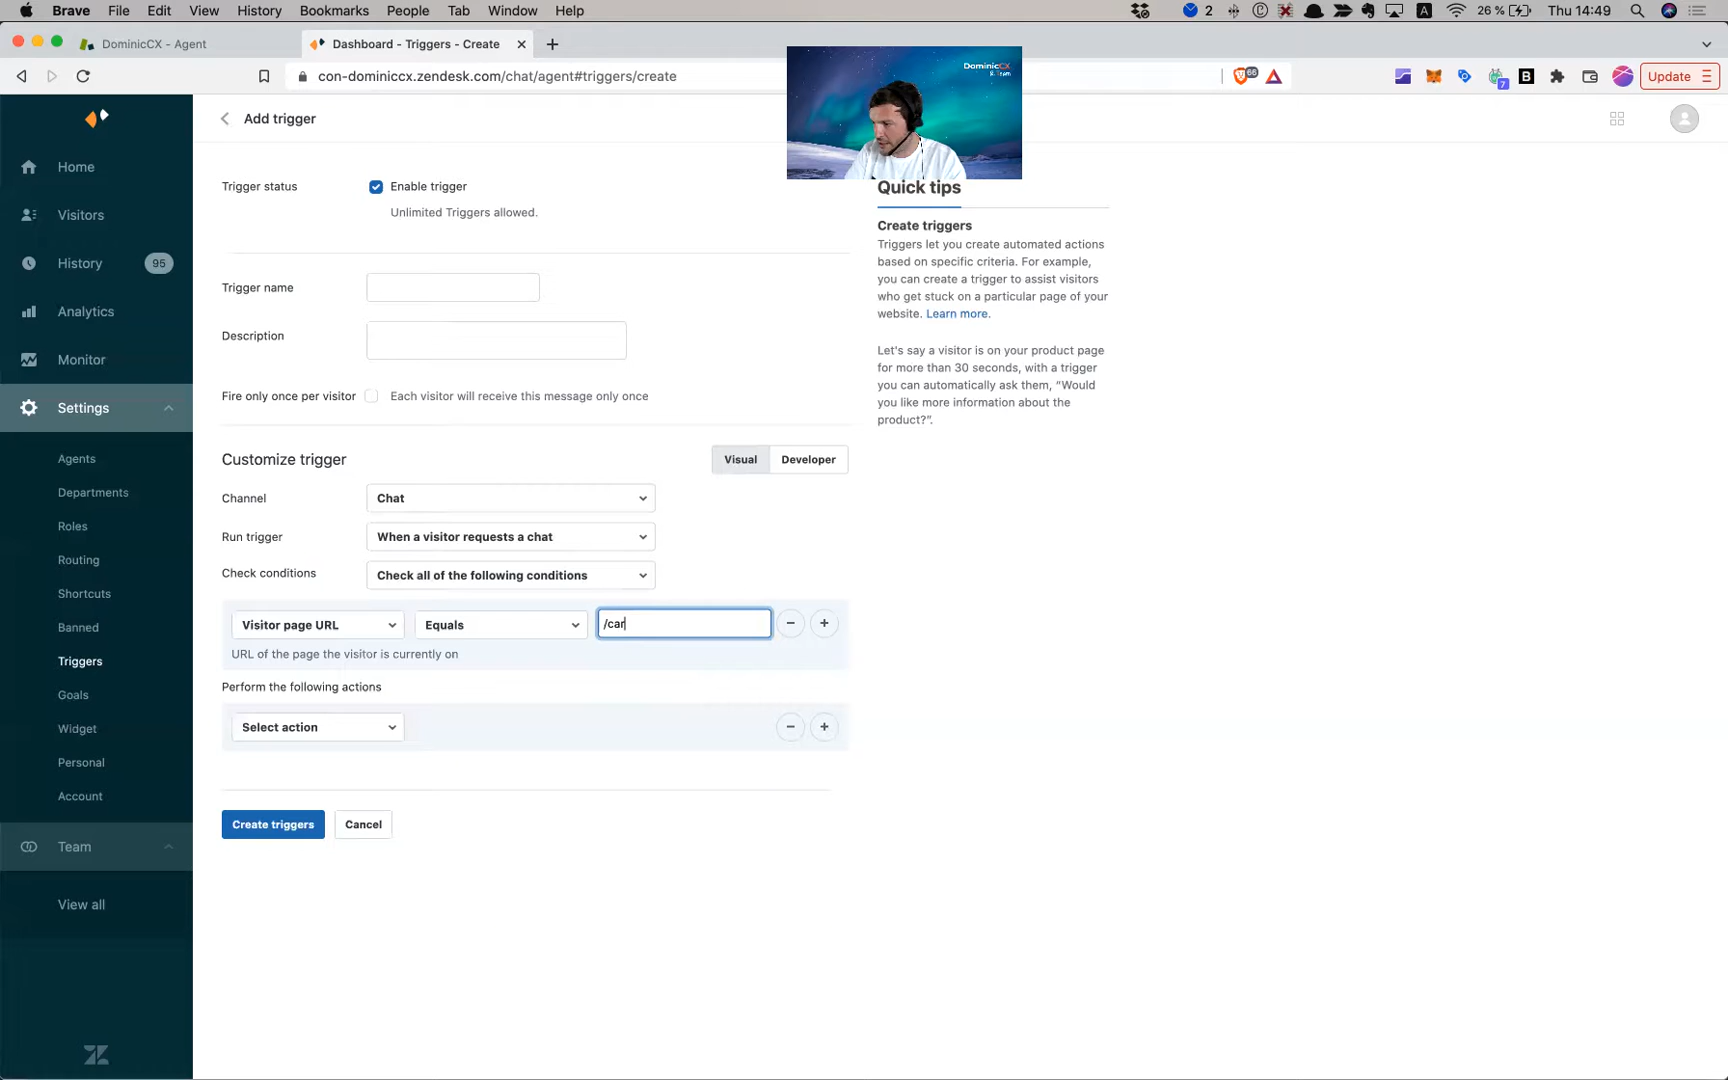 Brave File Edit View History Bookmarks People Tab Window Help
2 26 % Thu 14:49
DominicCX - Agent
Dashboard - Triggers - Create
con-dominiccx.zendesk.com/chat/agent#triggers/create
66
7
B
Update
DominicCX
& Team
Home
Visitors
History 95
Analytics
Monitor
Settings
Agents
Departments
Roles
Routing
Shortcuts
Banned
Triggers
Goals
Widget
Personal
Account
Team
View all
Add trigger
Trigger status
Enable trigger
Unlimited Triggers allowed.
Trigger name
Description
Fire only once per visitor
Each visitor will receive this message only once
Customize trigger
Visual Developer
Channel
Chat
Run trigger
When a visitor requests a chat
Check conditions
Check all of the following conditions
Visitor page URL
Equals
/car
URL of the page the visitor is currently on
Perform the following actions
Select action
Create triggers
Cancel
Quick tips
Create triggers
Triggers let you create automated actions
based on specific criteria. For example,
you can create a trigger to assist visitors
who get stuck on a particular page of your
website. Learn more.
Let's say a visitor is on your product page
for more than 30 seconds, with a trigger
you can automatically ask them, “Would
you like more information about the
product?”.